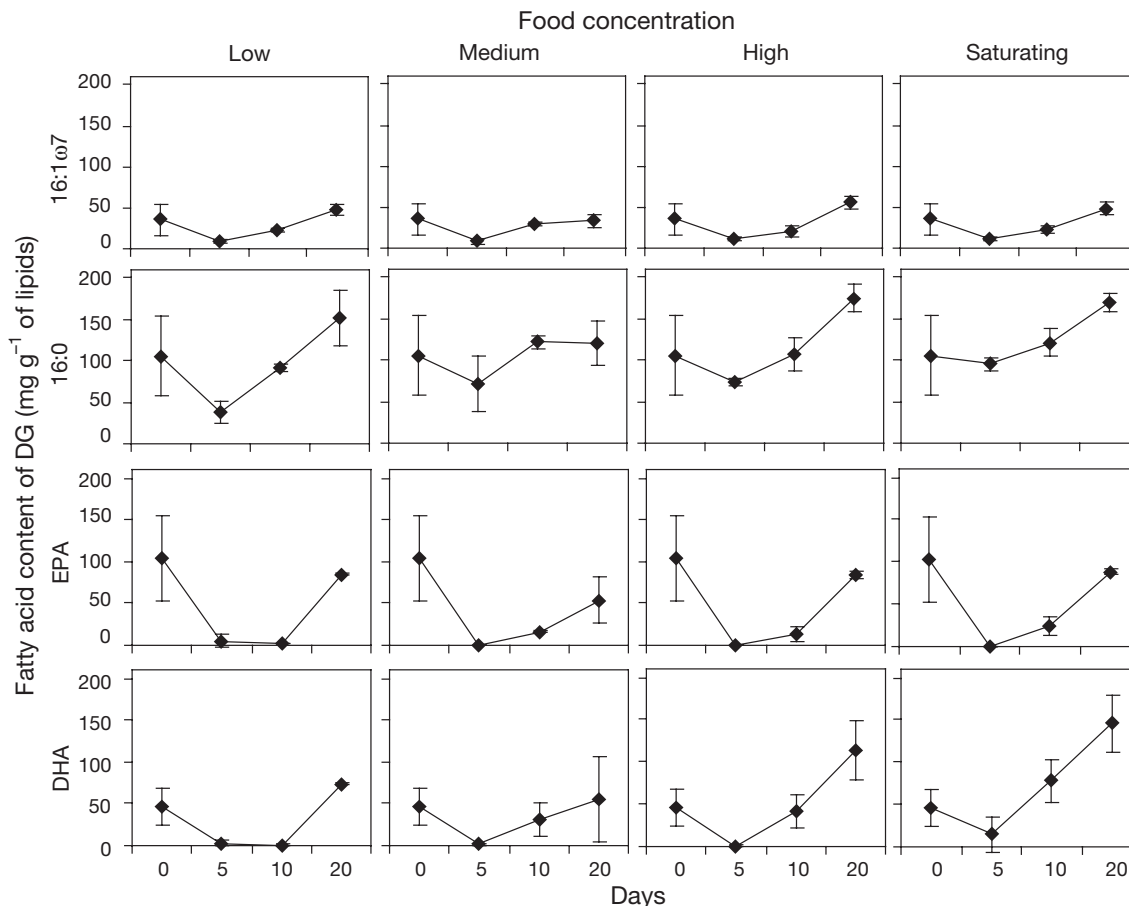 Food concentration
Low Medium High Saturating
Fatty acid content of DG (mg g⁻¹ of lipids)
16:1ω7
200
150
100
50
0
16:0
200
150
100
50
0
EPA
200
150
100
50
0
DHA
200
150
100
50
0
0 5 10 20 0 5 10 20 0 5 10 20 0 5 10 20
Days